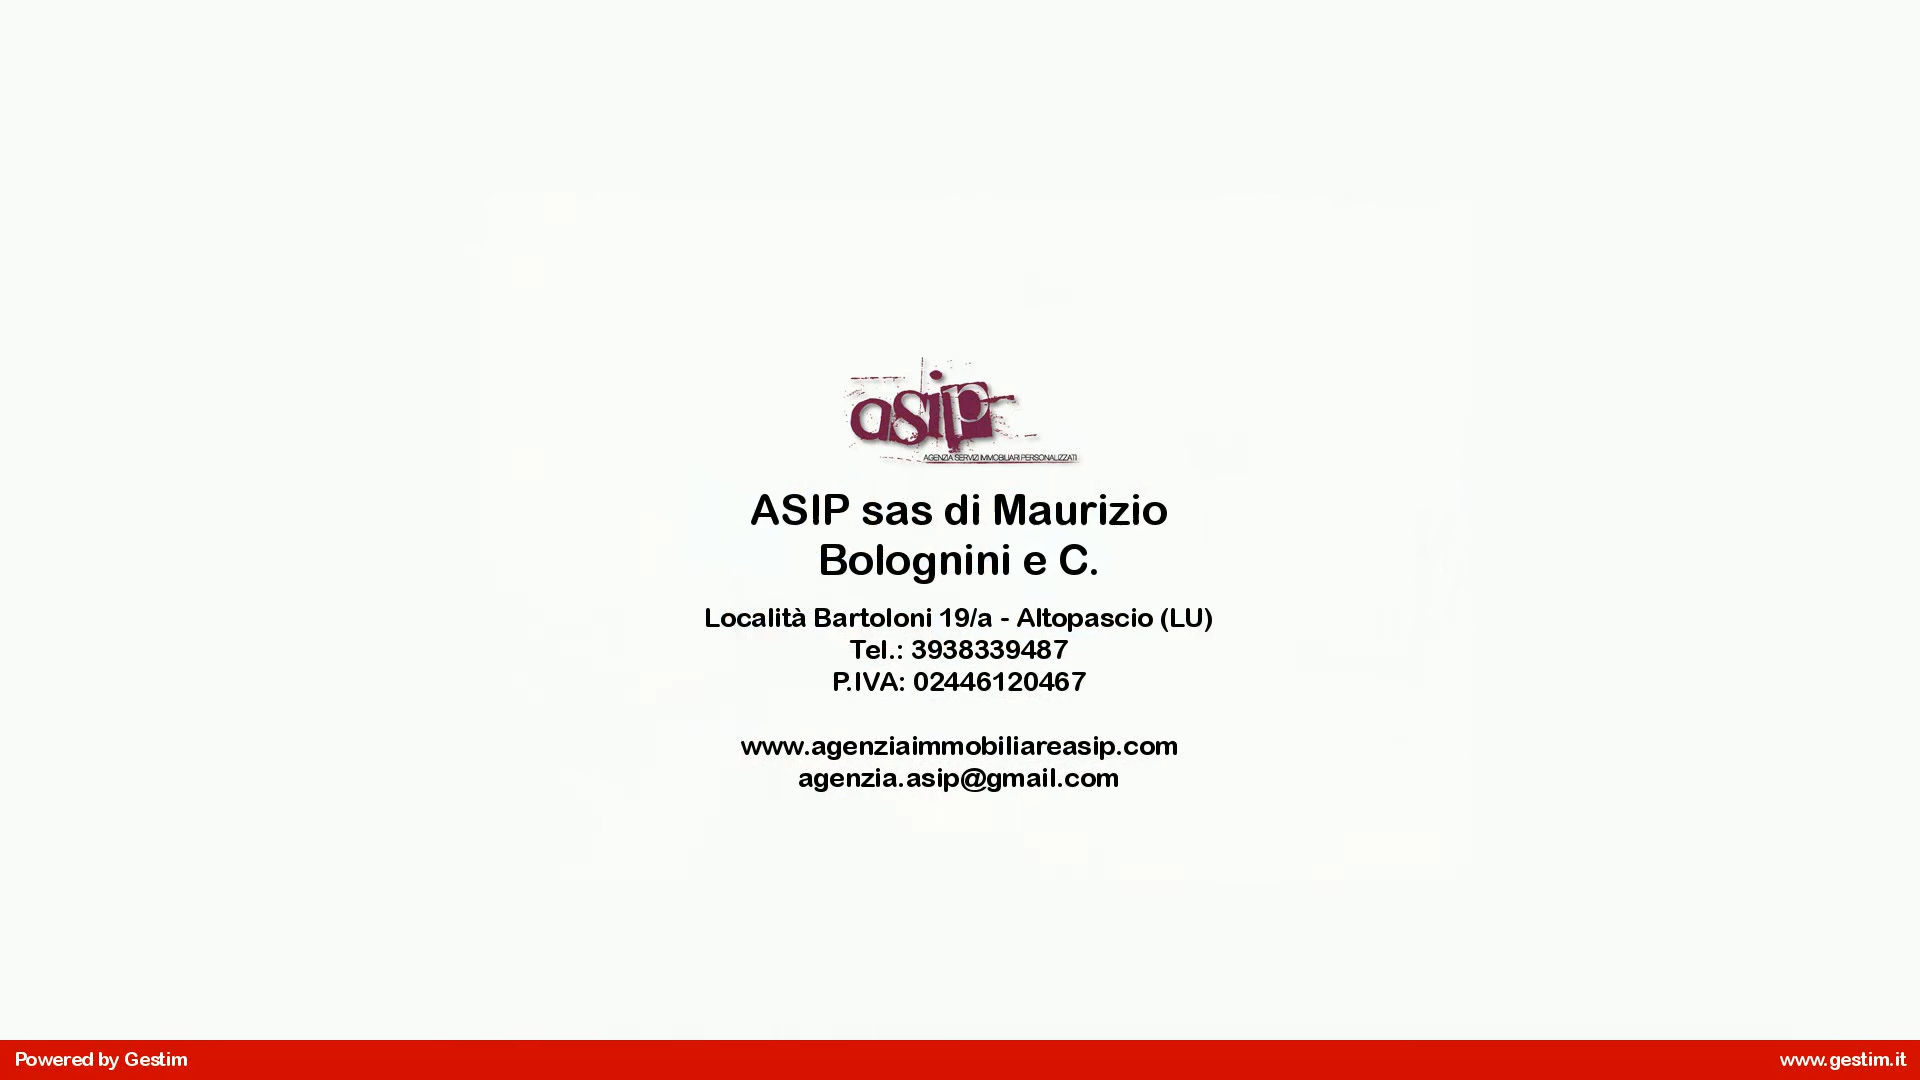 asip
AGENZIA SERVIZI IMMOBILIARI PERSONALIZZATI
ASIP sas di Maurizio
Bolognini e C.
Località Bartoloni 19/a - Altopascio (LU)
Tel.: 3938339487
P.IVA: 02446120467
www.agenziaimmobiliareasip.com
agenzia.asip@gmail.com
Powered by Gestim
www.gestim.it